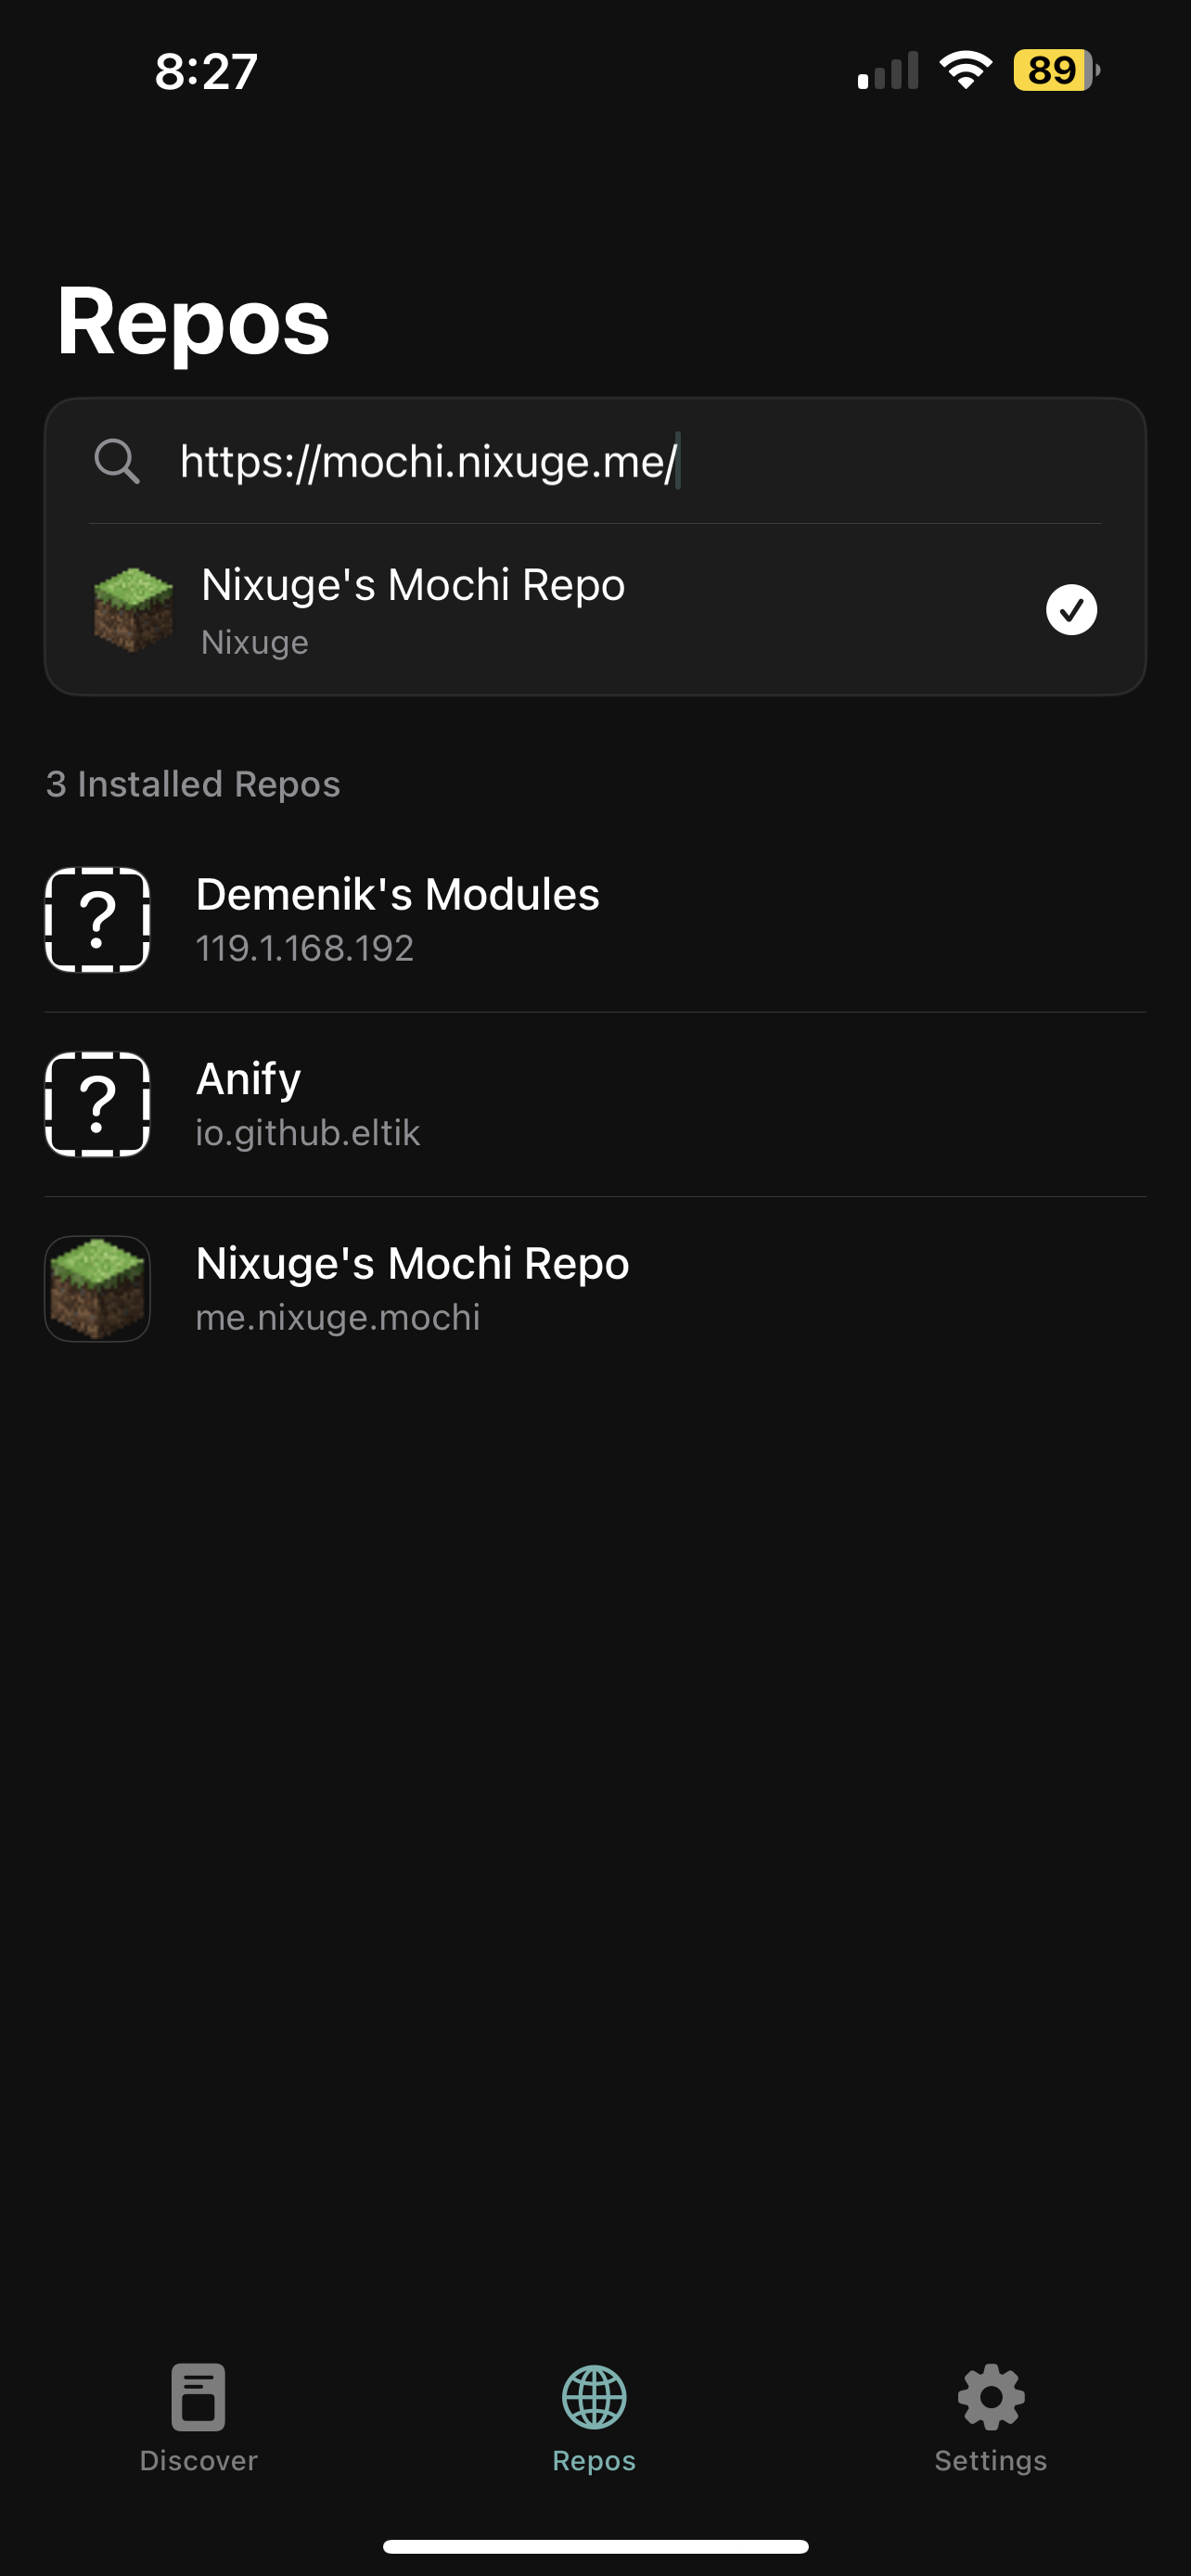 8:27
89
Repos
https://mochi.nixuge.me/
Nixuge's Mochi Repo
Nixuge
3 Installed Repos
?
Demenik's Modules
119.1.168.192
?
Anify
io.github.eltik
Nixuge's Mochi Repo
me.nixuge.mochi
Discover
Repos
Settings